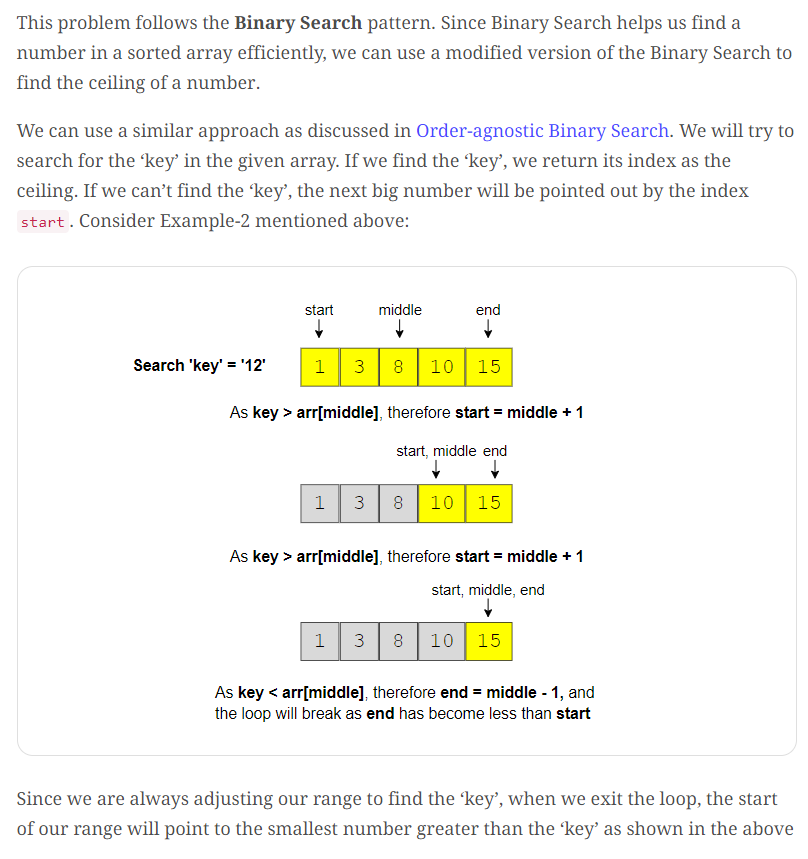 This problem follows the Binary Search pattern. Since Binary Search helps us find a
number in a sorted array efficiently, we can use a modified version of the Binary Search to
find the ceiling of a number.
We can use a similar approach as discussed in Order-agnostic Binary Search. We will try to
search for the ‘key’ in the given array. If we find the ‘key’, we return its index as the
ceiling. If we can’t find the ‘key’, the next big number will be pointed out by the index
start. Consider Example-2 mentioned above:
start middle end
Search 'key' = '12' 1 3 8 10 15
As key > arr[middle], therefore start = middle + 1
start, middle end
1 3 8 10 15
As key > arr[middle], therefore start = middle + 1
start, middle, end
1 3 8 10 15
As key < arr[middle], therefore end = middle - 1, and
the loop will break as end has become less than start
Since we are always adjusting our range to find the ‘key’, when we exit the loop, the start
of our range will point to the smallest number greater than the ‘key’ as shown in the above